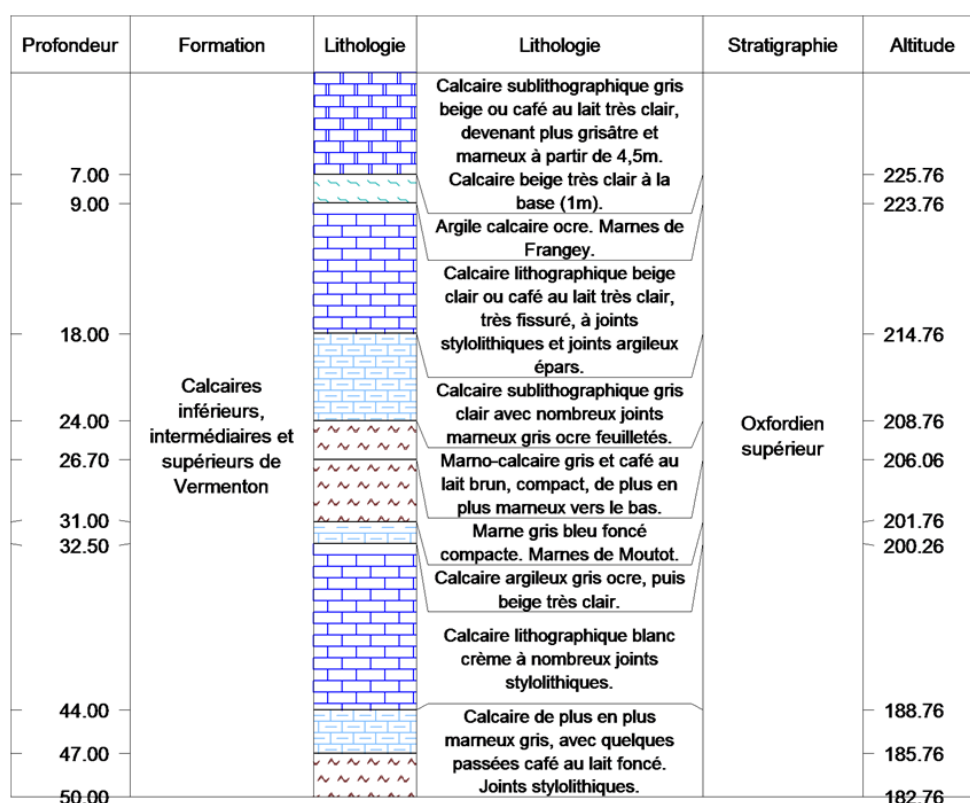 Profondeur
Formation
Lithologie
Lithologie
Stratigraphie
Altitude
7.00
9.00
18.00
24.00
26.70
31.00
32.50
44.00
47.00
50.00
Calcaires
inférieurs,
intermédiaires et
supérieurs de
Vermenton
Calcaire sublithographique gris
beige ou café au lait très clair,
devenant plus grisâtre et
marneux à partir de 4,5m.
Calcaire beige très clair à la
base (1m).
Argile calcaire ocre. Marnes de
Frangey.
Calcaire lithographique beige
clair ou café au lait très clair,
très fissuré, à joints
stylolithiques et joints argileux
épars.
Calcaire sublithographique gris
clair avec nombreux joints
marneux gris ocre feuilletés.
Marno-calcaire gris et café au
lait brun, compact, de plus en
plus marneux vers le bas.
Marne gris bleu foncé
compacte. Marnes de Moutot.
Calcaire argileux gris ocre, puis
beige très clair.
Calcaire lithographique blanc
crème à nombreux joints
stylolithiques.
Calcaire de plus en plus
marneux gris, avec quelques
passées café au lait foncé.
Joints stylolithiques.
Oxfordien
supérieur
225.76
223.76
214.76
208.76
206.06
201.76
200.26
188.76
185.76
182.76